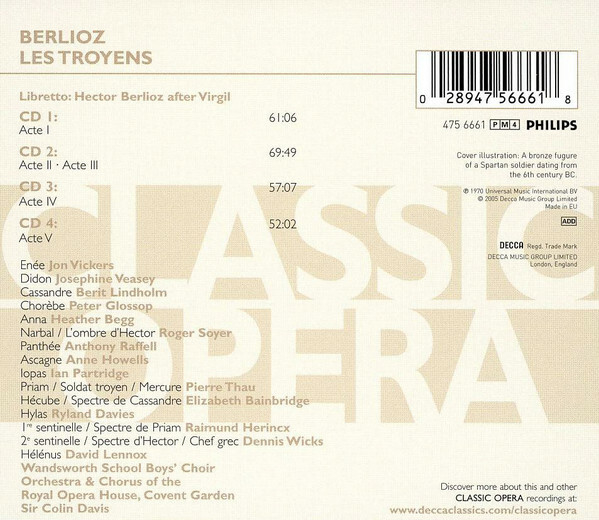 BERLIOZ
LES TROYENS
Libretto: Hector Berlioz after Virgil
CD 1: 61:06
Acte I
CD 2: 69:49
Acte II · Acte III
CD 3: 57:07
Acte IV
CD 4: 52:02
Acte V
CLASSIC
OPERA
Enée Jon Vickers
Didon Josephine Veasey
Cassandre Berit Lindholm
Chorèbe Peter Glossop
Anna Heather Begg
Narbal / L'ombre d'Hector Roger Soyer
Panthée Anthony Raffell
Ascagne Anne Howells
Iopas Ian Partridge
Priam / Soldat troyen / Mercure Pierre Thau
Hécube / Spectre de Cassandre Elizabeth Bainbridge
Hylas Ryland Davies
1re sentinelle / Spectre de Priam Raimund Herincx
2e sentinelle / Spectre d'Hector / Chef grec Dennis Wicks
Hélénus David Lennox
Wandsworth School Boys' Choir
Orchestra & Chorus of the
Royal Opera House, Covent Garden
Sir Colin Davis
0 28947 56661 8
475 6661 PM4 PHILIPS
Cover illustration: A bronze fugure
of a Spartan soldier dating from
the 6th century BC.
℗ 1970 Universal Music International BV
© 2005 Decca Music Group Limited
Made in EU
ADD
DECCA Regd. Trade Mark
DECCA MUSIC GROUP LIMITED
London, England
Discover more about this and other
CLASSIC OPERA recordings at:
www.deccaclassics.com/classicopera